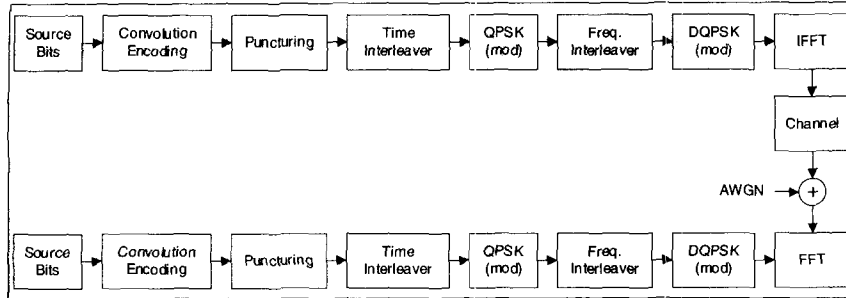 Source Bits
Convolution Encoding
Puncturing
Time Interleaver
QPSK (mod)
Freq. Interleaver
DQPSK (mod)
IFFT
Channel
AWGN
+
Source Bits
Convolution Encoding
Puncturing
Time Interleaver
QPSK (mod)
Freq. Interleaver
DQPSK (mod)
FFT